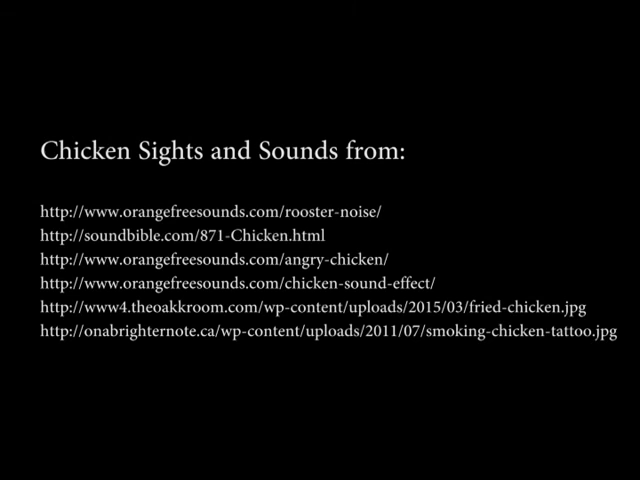 Chicken Sights and Sounds from:
http://www.orangefreesounds.com/rooster-noise/
http://soundbible.com/871-Chicken.html
http://www.orangefreesounds.com/angry-chicken/
http://www.orangefreesounds.com/chicken-sound-effect/
http://www4.theoakkroom.com/wp-content/uploads/2015/03/fried-chicken.jpg
http://onabrighternote.ca/wp-content/uploads/2011/07/smoking-chicken-tattoo.jpg